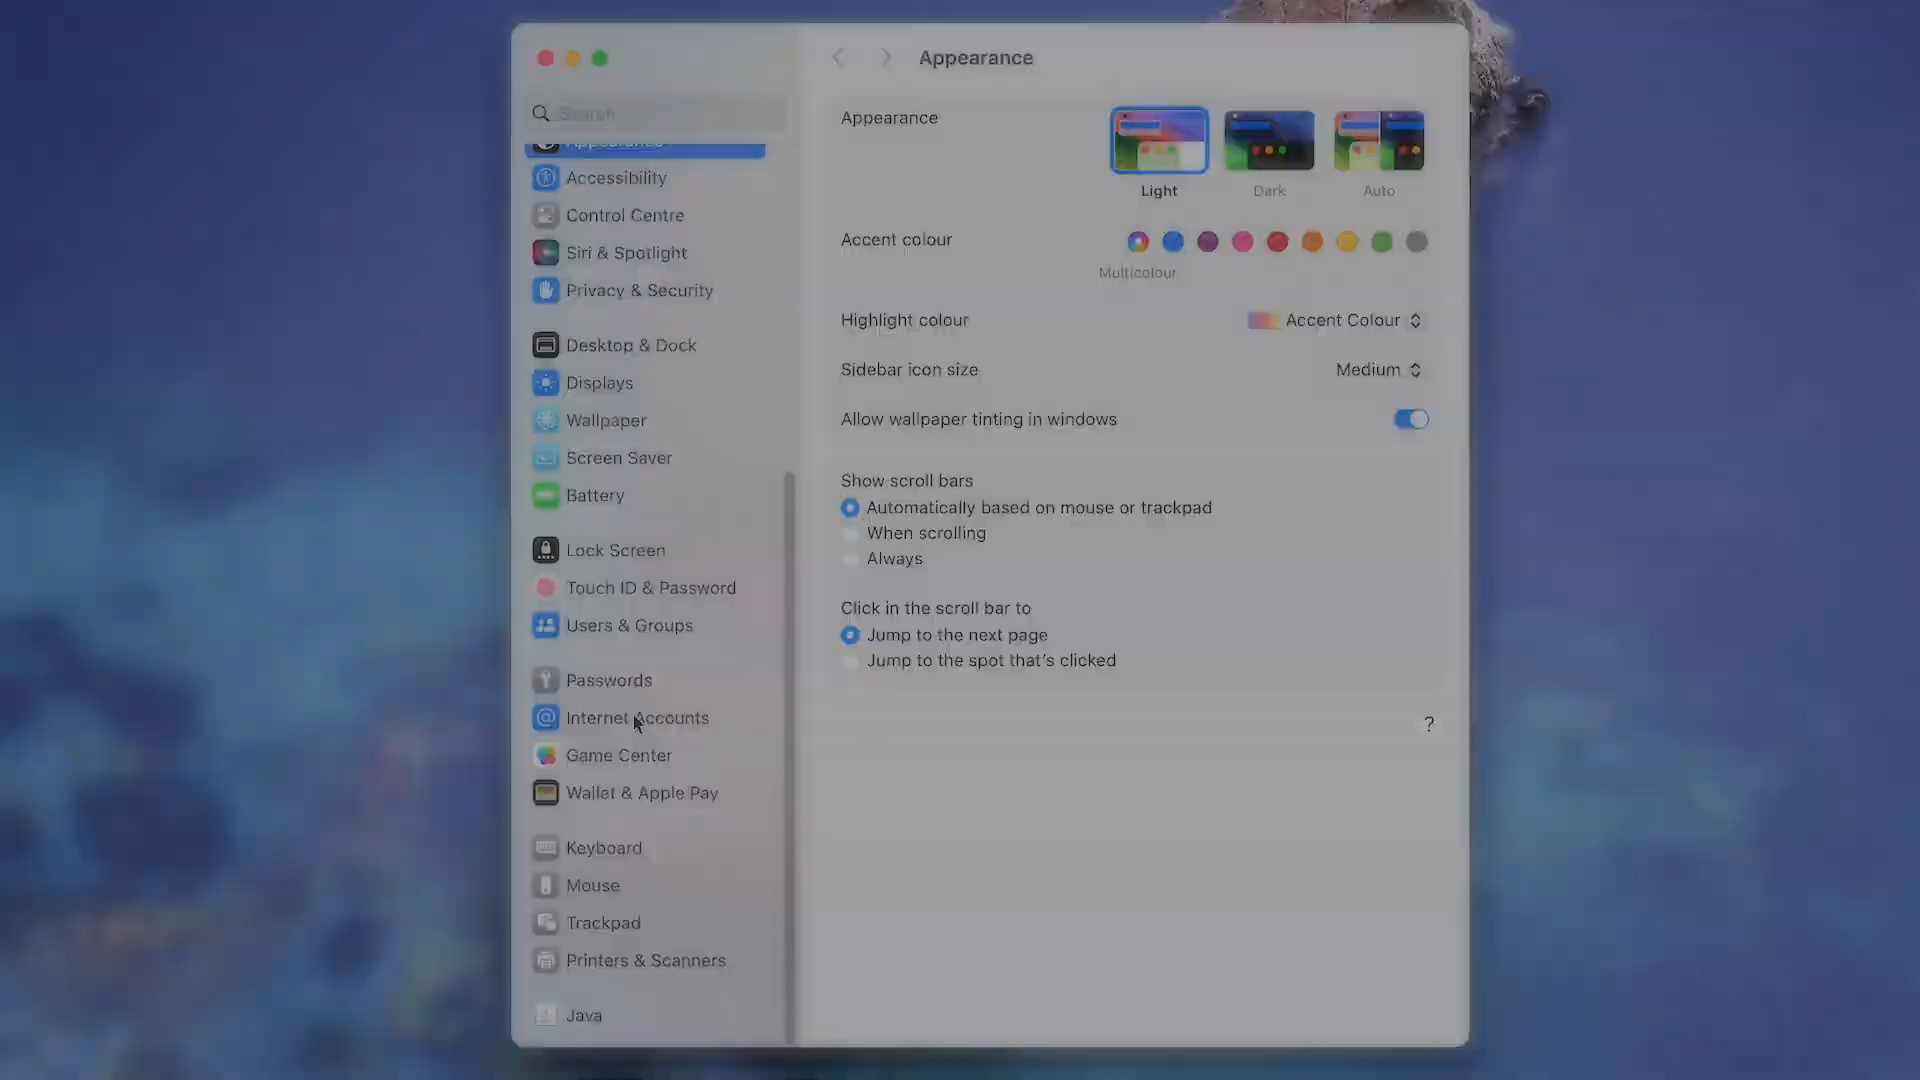 Appearance
Search
Appearance
Accessibility
Control Centre
Siri & Spotlight
Privacy & Security
Desktop & Dock
Displays
Wallpaper
Screen Saver
Battery
Lock Screen
Touch ID & Password
Users & Groups
Passwords
Internet Accounts
Game Center
Wallet & Apple Pay
Keyboard
Mouse
Trackpad
Printers & Scanners
Java
Appearance
Light
Dark
Auto
Accent colour
Multicolour
Highlight colour
Accent Colour
Sidebar icon size
Medium
Allow wallpaper tinting in windows
Show scroll bars
Automatically based on mouse or trackpad
When scrolling
Always
Click in the scroll bar to
Jump to the next page
Jump to the spot that's clicked
?